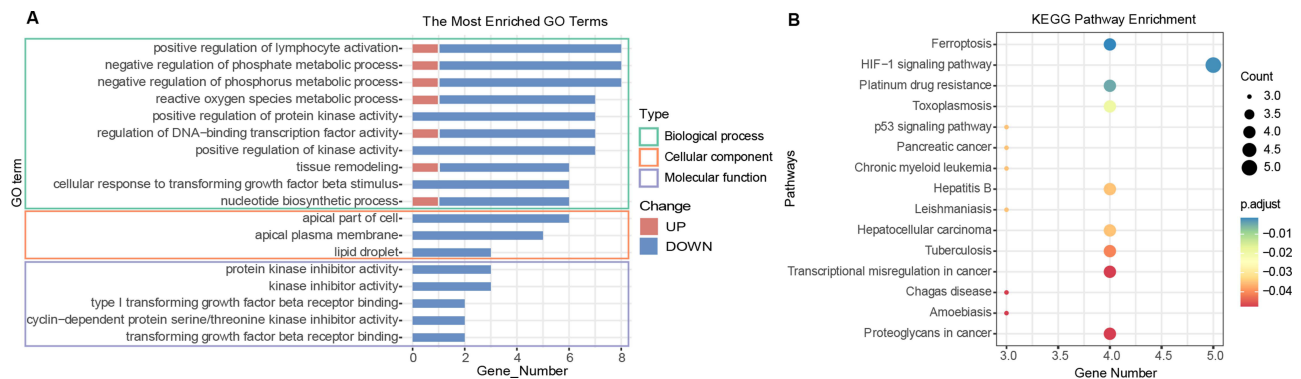 A
The Most Enriched GO Terms
GO term
positive regulation of lymphocyte activation
negative regulation of phosphate metabolic process
negative regulation of phosphorus metabolic process
reactive oxygen species metabolic process
positive regulation of protein kinase activity
regulation of DNA−binding transcription factor activity
positive regulation of kinase activity
tissue remodeling
cellular response to transforming growth factor beta stimulus
nucleotide biosynthetic process
apical part of cell
apical plasma membrane
lipid droplet
protein kinase inhibitor activity
kinase inhibitor activity
type I transforming growth factor beta receptor binding
cyclin−dependent protein serine/threonine kinase inhibitor activity
transforming growth factor beta receptor binding
0 2 4 6 8
Gene_Number
Type
Biological process
Cellular component
Molecular function
Change
UP
DOWN
B
KEGG Pathway Enrichment
Pathways
Ferroptosis
HIF−1 signaling pathway
Platinum drug resistance
Toxoplasmosis
p53 signaling pathway
Pancreatic cancer
Chronic myeloid leukemia
Hepatitis B
Leishmaniasis
Hepatocellular carcinoma
Tuberculosis
Transcriptional misregulation in cancer
Chagas disease
Amoebiasis
Proteoglycans in cancer
3.0 3.5 4.0 4.5 5.0
Gene Number
Count
3.0
3.5
4.0
4.5
5.0
p.adjust
−0.01
−0.02
−0.03
−0.04